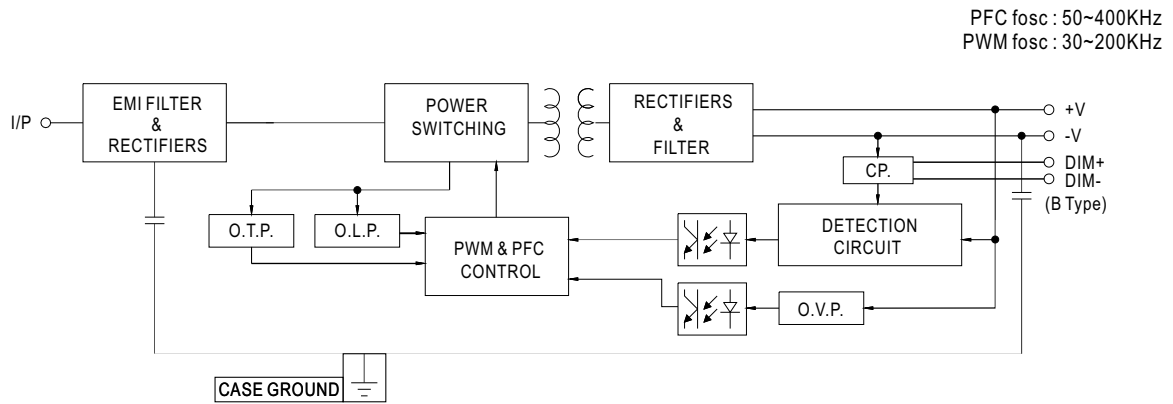 PFC fosc : 50~400KHz
PWM fosc : 30~200KHz
I/P
EMI FILTER
&
RECTIFIERS
POWER
SWITCHING
RECTIFIERS
&
FILTER
+V
-V
DIM+
DIM-
(B Type)
CP.
O.T.P.
O.L.P.
PWM & PFC
CONTROL
DETECTION
CIRCUIT
O.V.P.
CASE GROUND